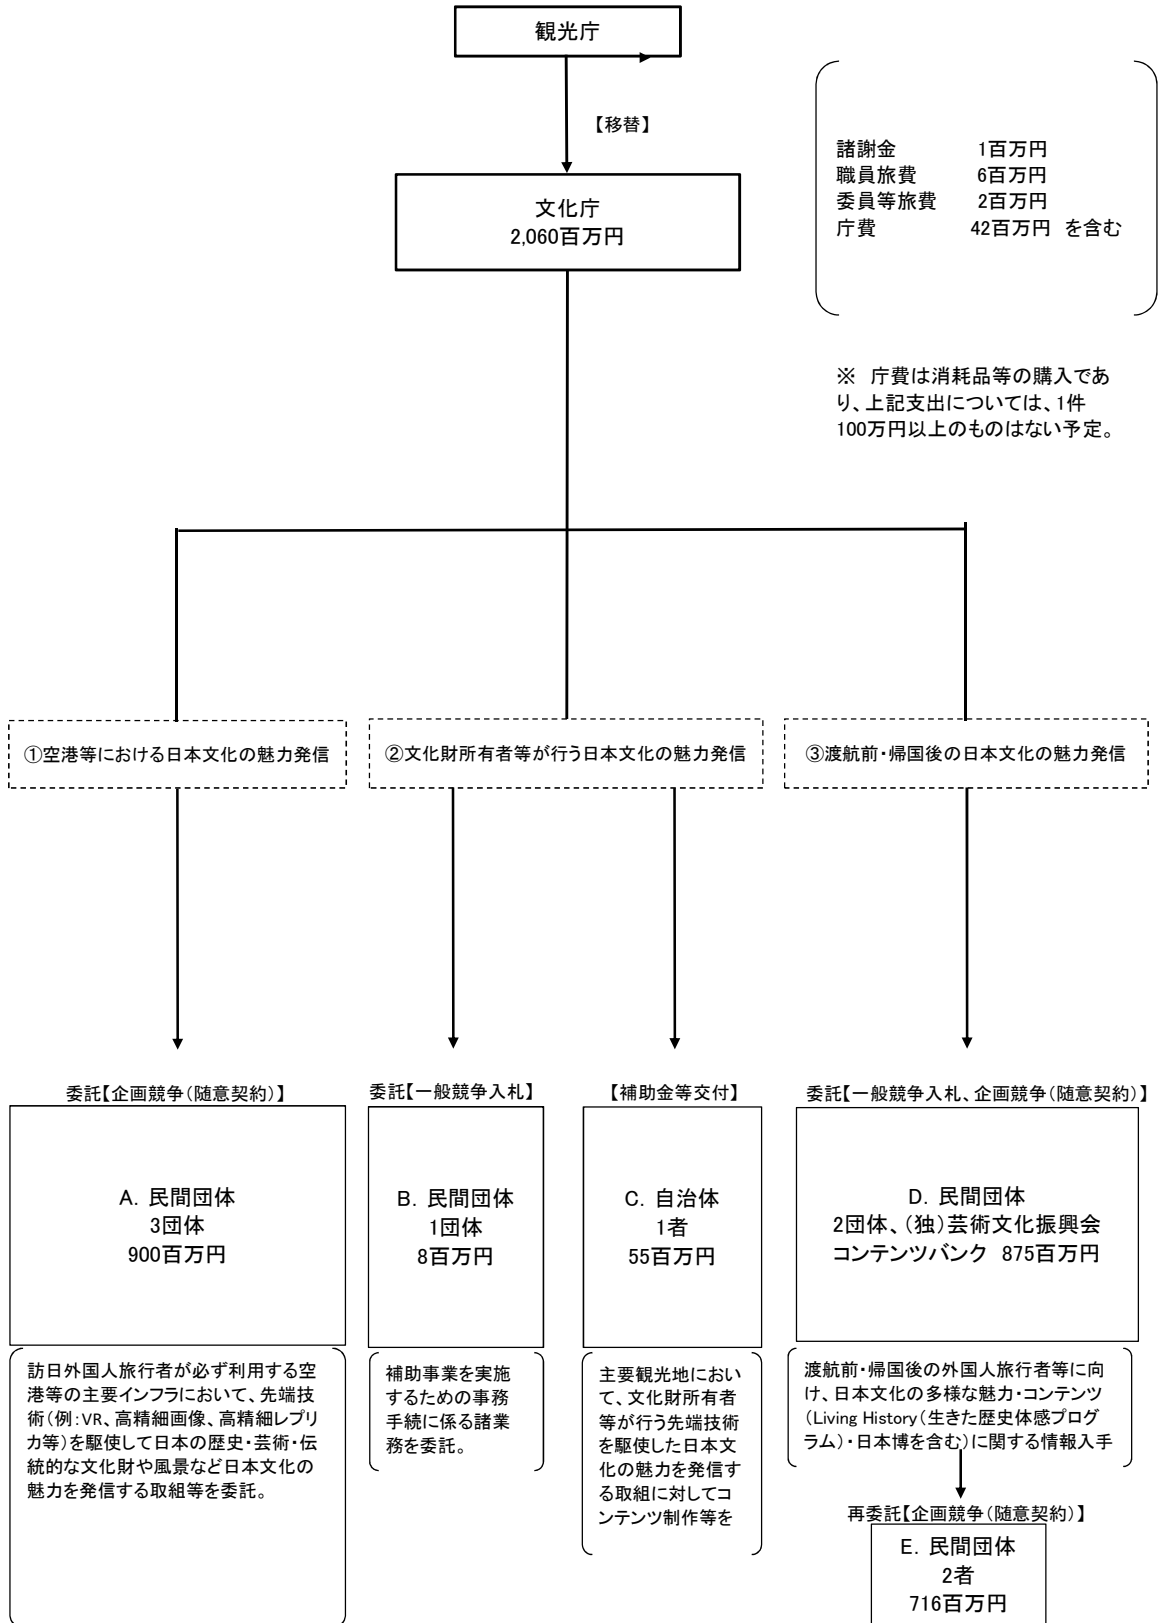 観光庁
【移替】
文化庁
2,060百万円
諸謝金 1百万円
職員旅費 6百万円
委員等旅費 2百万円
庁費 42百万円 を含む
※ 庁費は消耗品等の購入であ
り、上記支出については、1件
100万円以上のものはない予定。
①空港等における日本文化の魅力発信
②文化財所有者等が行う日本文化の魅力発信
③渡航前・帰国後の日本文化の魅力発信
委託【企画競争(随意契約)】
A. 民間団体
3団体
900百万円
訪日外国人旅行者が必ず利用する空
港等の主要インフラにおいて、先端技
術(例:VR、高精細画像、高精細レプリ
カ等)を駆使して日本の歴史・芸術・伝
統的な文化財や風景など日本文化の
魅力を発信する取組等を委託。
委託【一般競争入札】
B. 民間団体
1団体
8百万円
補助事業を実施
するための事務
手続に係る諸業
務を委託。
【補助金等交付】
C. 自治体
1者
55百万円
主要観光地におい
て、文化財所有者
等が行う先端技術
を駆使した日本文
化の魅力を発信す
る取組に対してコ
ンテンツ制作等を
委託【一般競争入札、企画競争(随意契約)】
D. 民間団体
2団体、(独)芸術文化振興会
コンテンツバンク 875百万円
渡航前・帰国後の外国人旅行者等に向
け、日本文化の多様な魅力・コンテンツ
(Living History(生きた歴史体感プログ
ラム)・日本博を含む)に関する情報入手
再委託【企画競争(随意契約)】
E. 民間団体
2者
716百万円